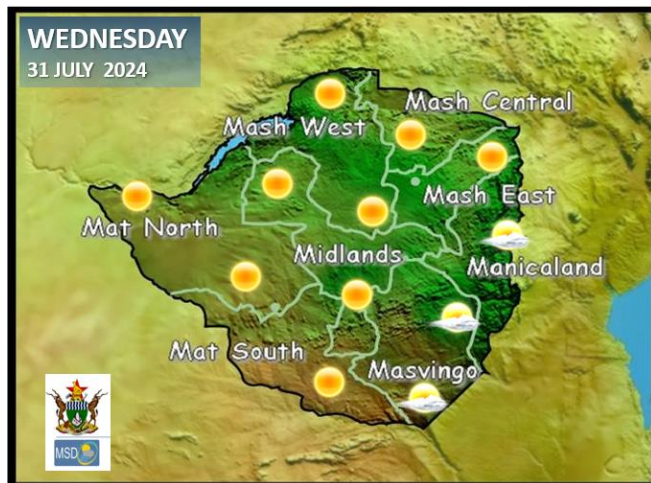 WEDNESDAY
31 JULY 2024
Mash Central
Mash West
Mash East
Mat North
Midlands
Manicaland
Mat South
Masvingo
MSD